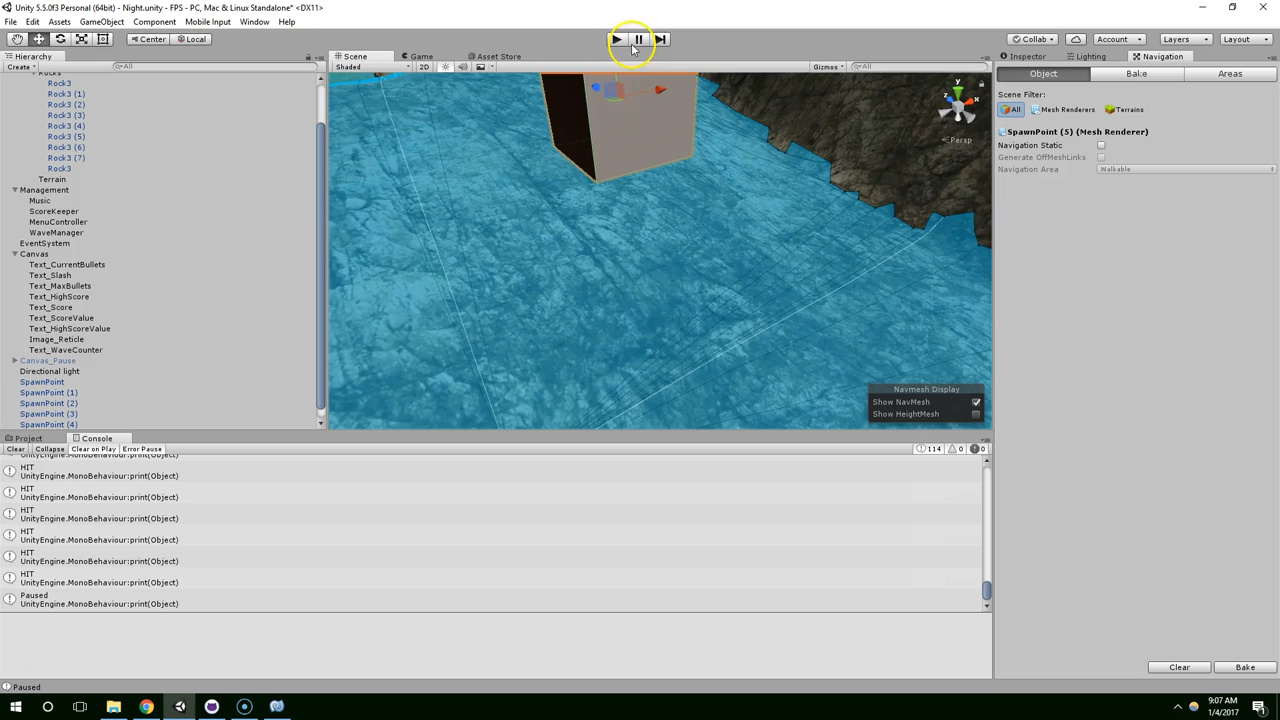 Unity 5.5.0f3 Personal (64bit) - Night.unity - FPS - PC, Mac & Linux Standalone* <DX11>
File Edit Assets GameObject Component Mobile Input Window Help
Center Local Collab Account Layers Layout
Hierarchy Scene Game Asset Store Inspector Lighting Navigation
Create All Shaded 2D Gizmos All Object Bake Areas
Rocks
Rock3
Rock3 (1)
Rock3 (2)
Rock3 (3)
Rock3 (4)
Rock3 (5)
Rock3 (6)
Rock3 (7)
Rock3
Terrain
Management
Music
ScoreKeeper
MenuController
WaveManager
EventSystem
Canvas
Text_CurrentBullets
Text_Slash
Text_MaxBullets
Text_HighScore
Text_Score
Text_ScoreValue
Text_HighScoreValue
Image_Reticle
Text_WaveCounter
Canvas_Pause
Directional light
SpawnPoint
SpawnPoint (1)
SpawnPoint (2)
SpawnPoint (3)
SpawnPoint (4)
y
x
z
Persp
Navmesh Display
Show NavMesh
Show HeightMesh
Scene Filter:
All Mesh Renderers Terrains
SpawnPoint (5) (Mesh Renderer)
Navigation Static
Generate OffMeshLinks
Navigation Area Walkable
Clear Bake
Project Console
Clear Collapse Clear on Play Error Pause 114 0 0
UnityEngine.MonoBehaviour:print(Object)
HIT
UnityEngine.MonoBehaviour:print(Object)
HIT
UnityEngine.MonoBehaviour:print(Object)
HIT
UnityEngine.MonoBehaviour:print(Object)
HIT
UnityEngine.MonoBehaviour:print(Object)
HIT
UnityEngine.MonoBehaviour:print(Object)
HIT
UnityEngine.MonoBehaviour:print(Object)
Paused
UnityEngine.MonoBehaviour:print(Object)
Paused
9:07 AM
1/4/2017